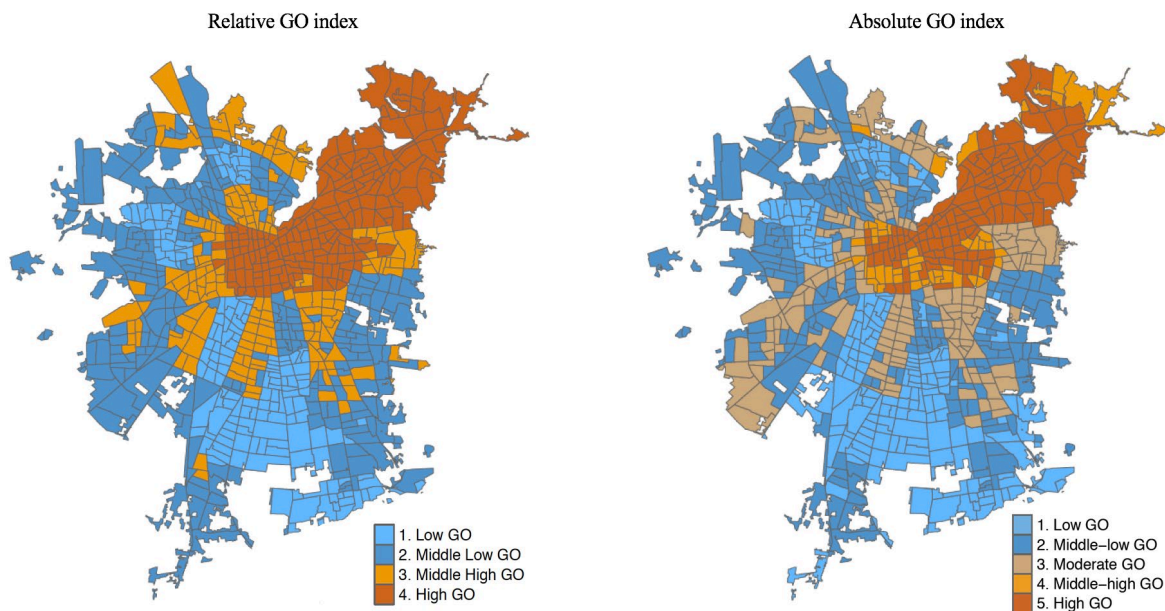 Relative GO index
1. Low GO
2. Middle Low GO
3. Middle High GO
4. High GO
Absolute GO index
1. Low GO
2. Middle−low GO
3. Moderate GO
4. Middle−high GO
5. High GO